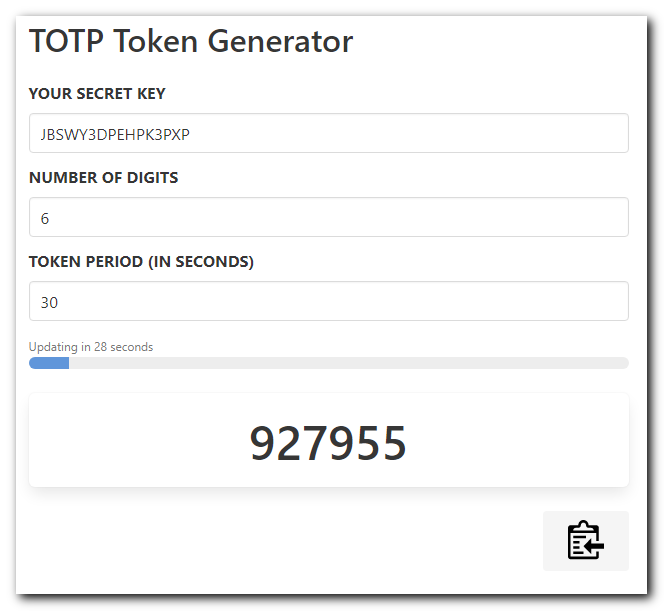 TOTP Token Generator
YOUR SECRET KEY
JBSWY3DPEHPK3PXP
NUMBER OF DIGITS
6
TOKEN PERIOD (IN SECONDS)
30
Updating in 28 seconds
927955